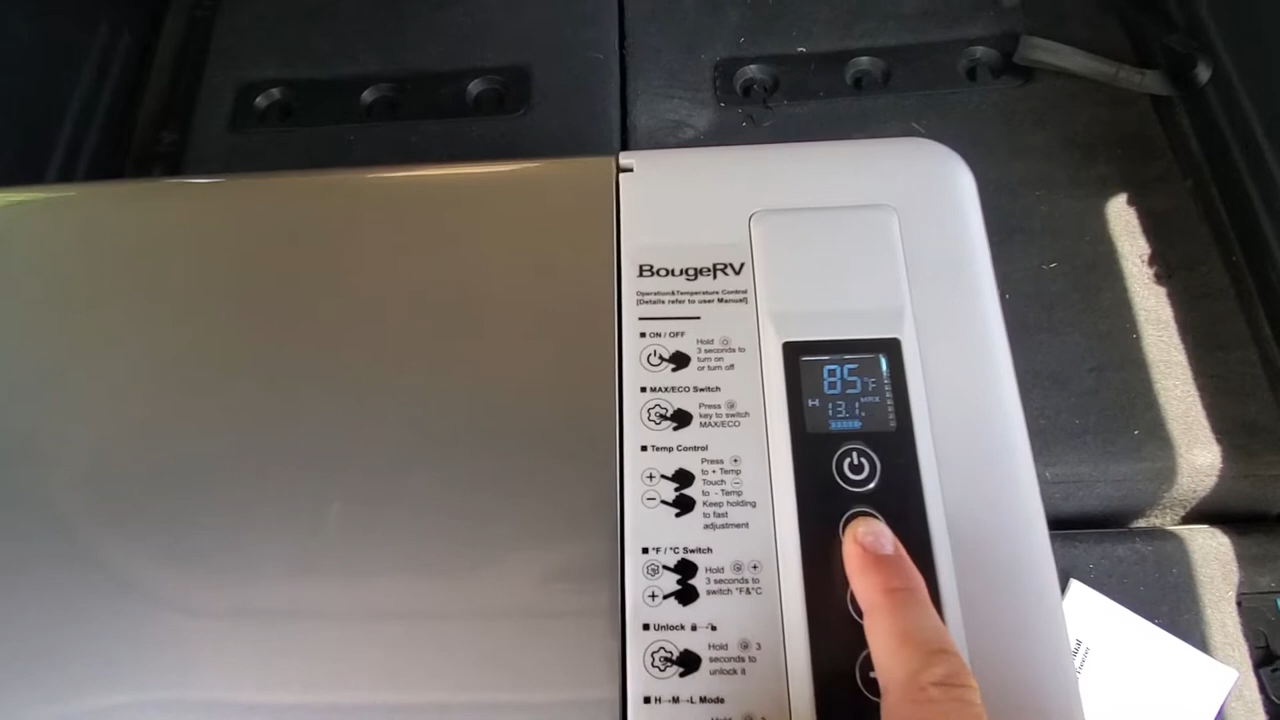 BougeRV
Operation&Temperature Control
[Details refer to user Manual]
■ ON / OFF
Hold
3 seconds to
turn on
or turn off
■ MAX/ECO Switch
Press
key to switch
MAX/ECO
■ Temp Control
Press +
to + Temp
Touch −
to - Temp
Keep holding
to fast
adjustment
■ °F / °C Switch
Hold +
3 seconds to
switch °F&°C
■ Unlock
Hold 3
seconds to
unlock it
■ H→M→L Mode
85°F
H 13.1 MAX
Freezer